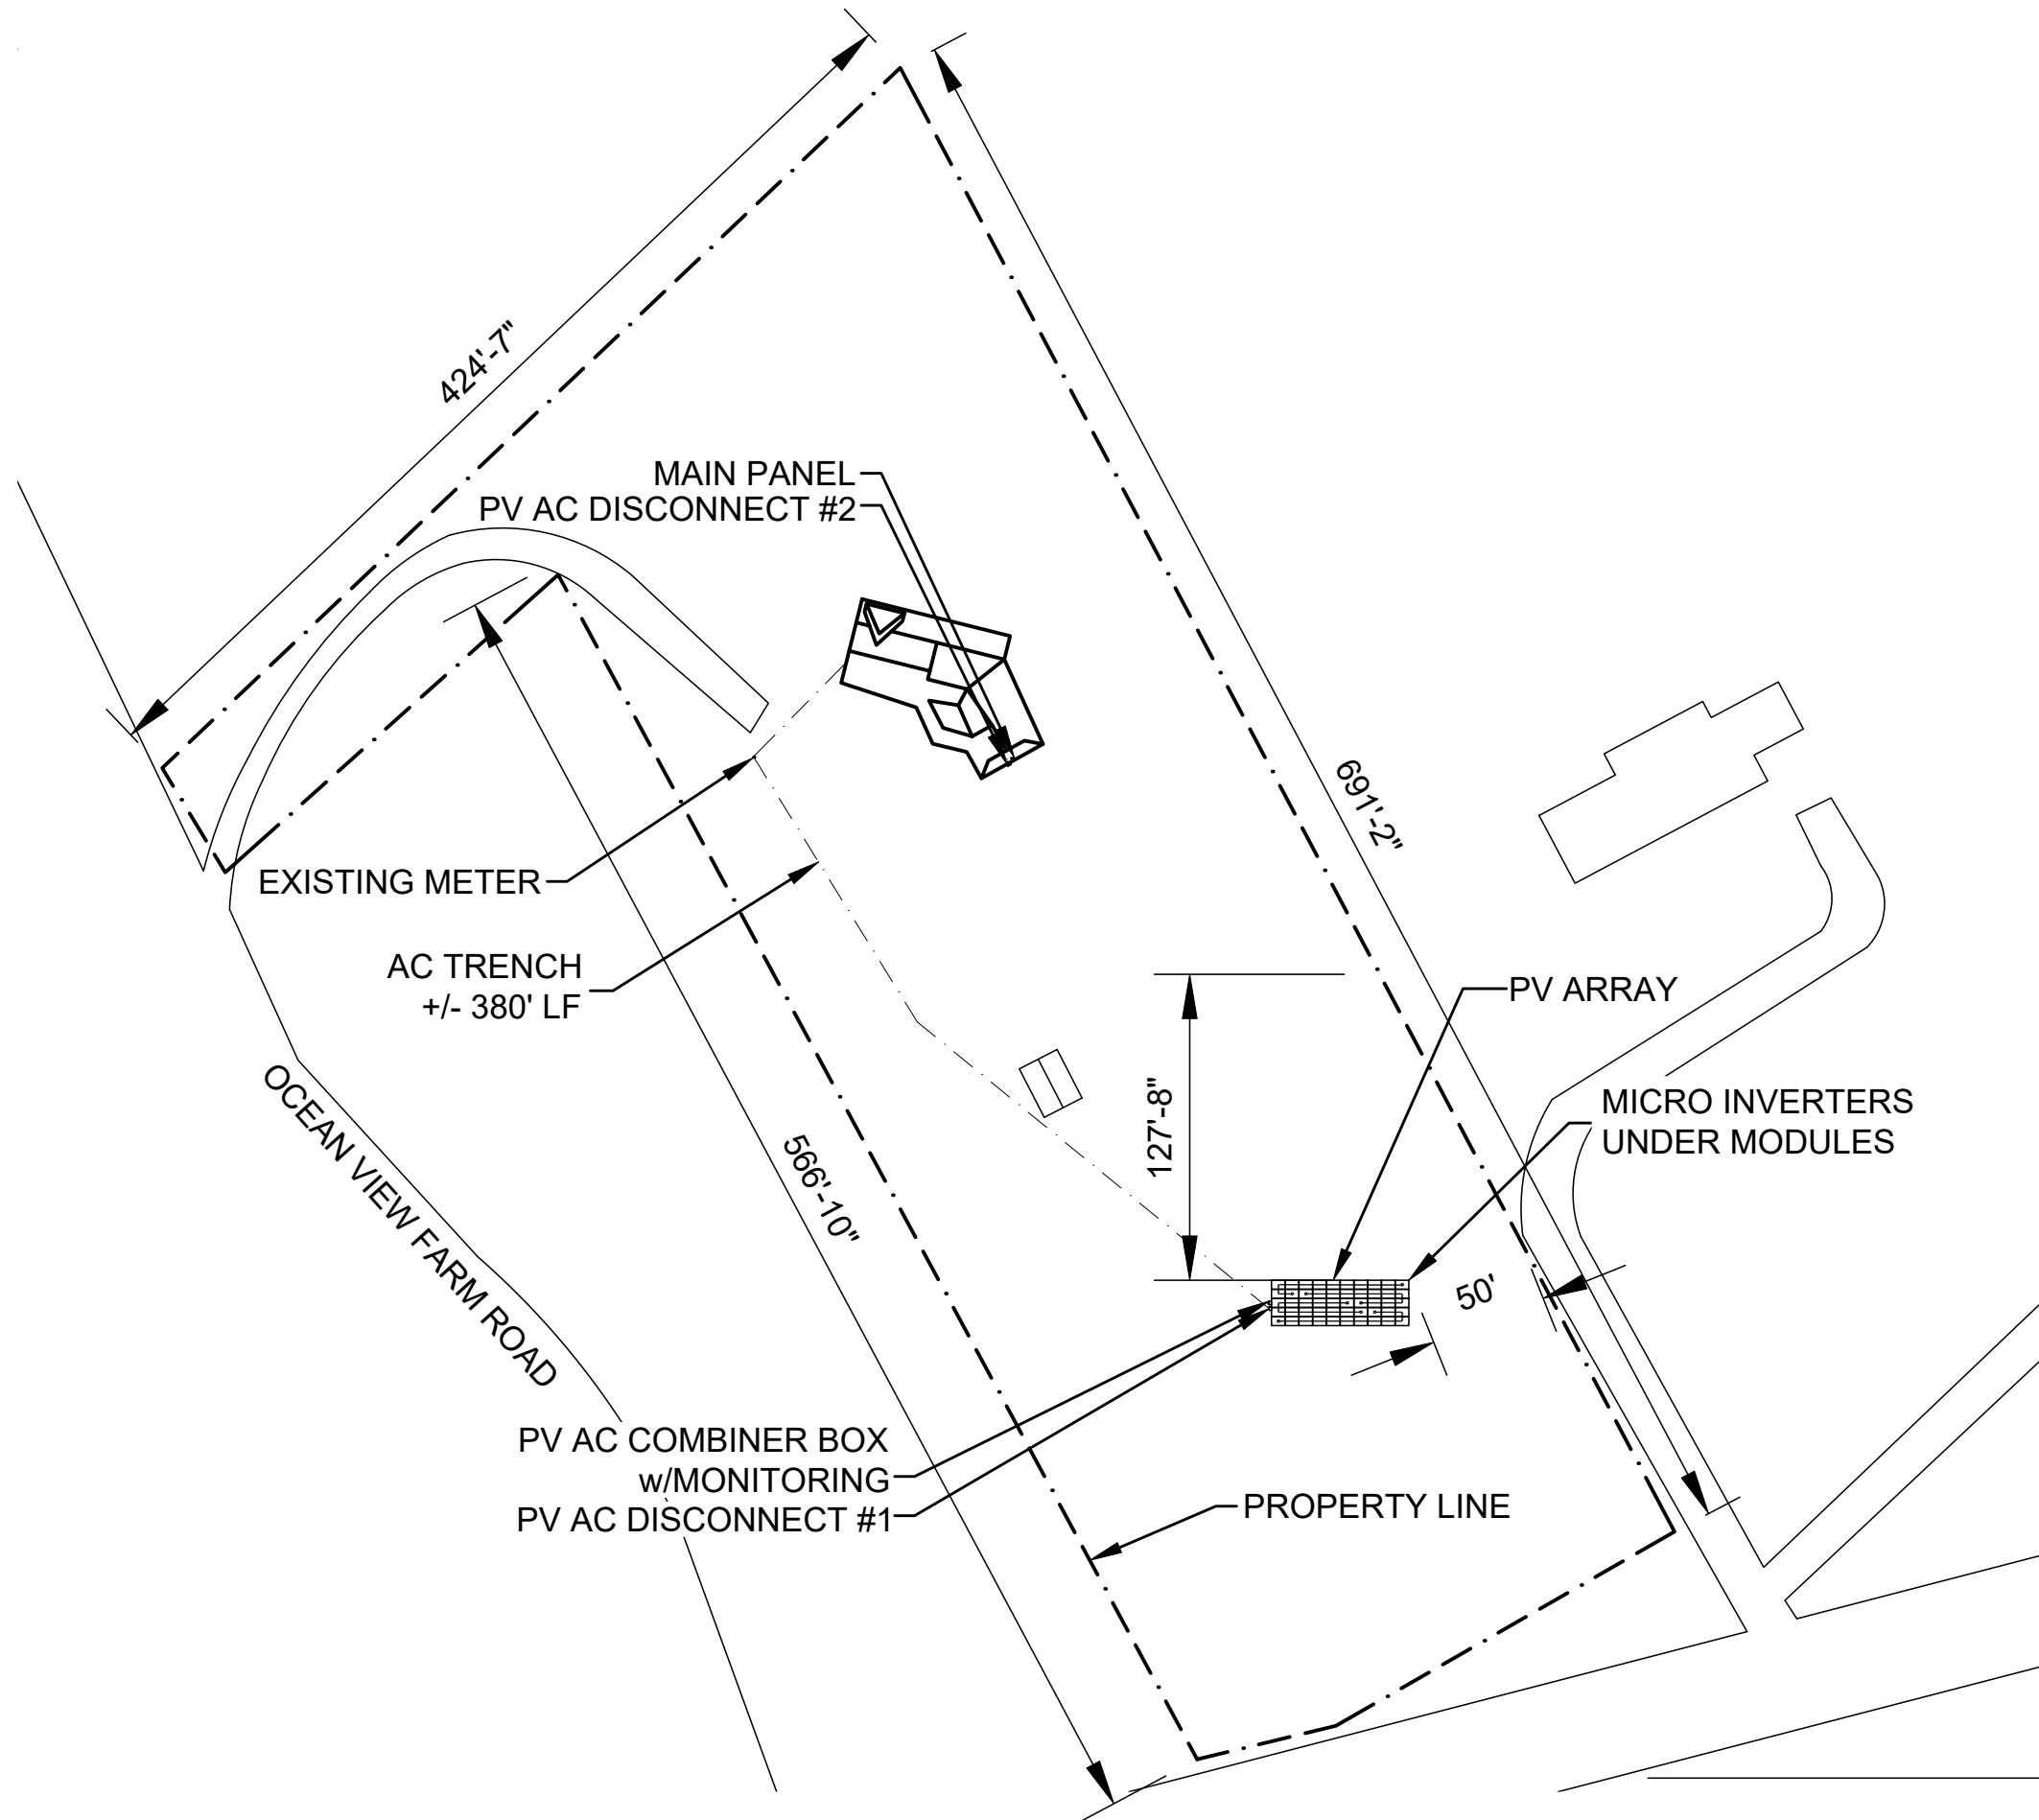 424'-7"
MAIN PANEL
PV AC DISCONNECT #2
691'-2"
EXISTING METER
AC TRENCH
+/- 380' LF
PV ARRAY
127'-8"
MICRO INVERTERS
UNDER MODULES
OCEAN VIEW FARM ROAD
566'-10"
50'
PV AC COMBINER BOX
w/MONITORING
PV AC DISCONNECT #1
PROPERTY LINE